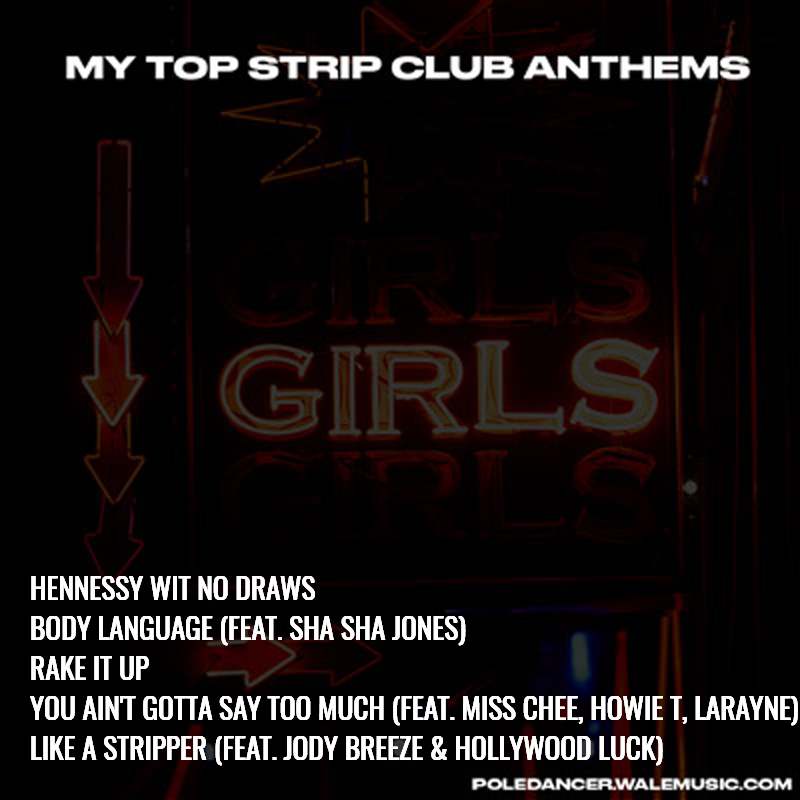 MY TOP STRIP CLUB ANTHEMS
GIRLS
GIRLS
GIRLS
HENNESSY WIT NO DRAWS
BODY LANGUAGE (FEAT. SHA SHA JONES)
RAKE IT UP
YOU AIN'T GOTTA SAY TOO MUCH (FEAT. MISS CHEE, HOWIE T, LARAYNE)
LIKE A STRIPPER (FEAT. JODY BREEZE & HOLLYWOOD LUCK)
POLEDANCER.WALEMUSIC.COM